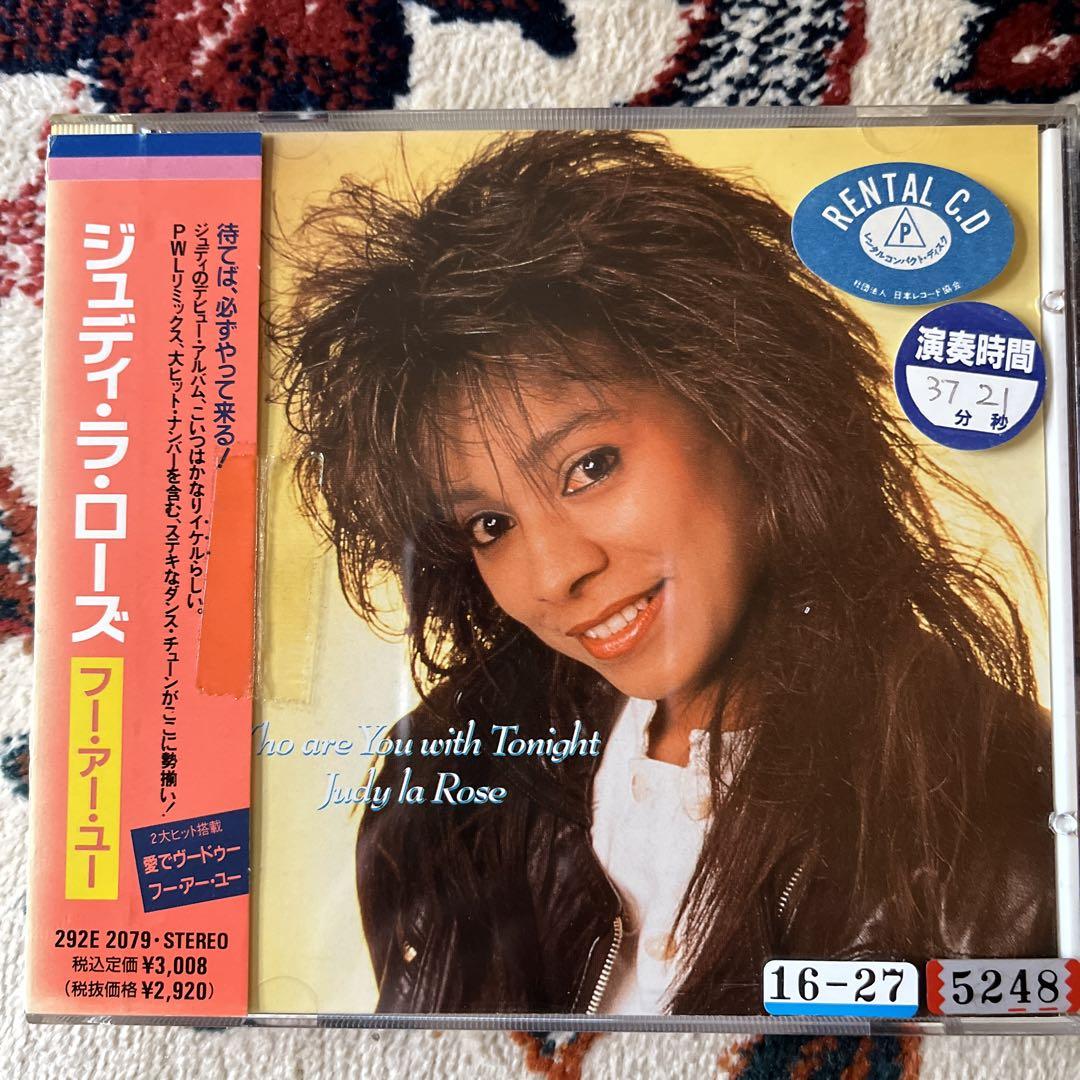 ジュディ・ラ・ローズ
フー・アー・ユー
待てば、必ずやって来る!
ジュディのデビュー・アルバム、こいつはかなりイケルらしい。
PWLリミックス、大ヒット・ナンバーを含む、ステキなダンス・チューンがここに勢揃い!
2大ヒット搭載
愛でヴードゥー
フー・アー・ユー
292E 2079・STEREO
税込定価¥3,008
(税抜価格¥2,920)
ho are You with Tonight
Judy la Rose
RENTAL C.D
P
レンタルコンパクト・ディスク
社団法人 日本レコード協会
演奏時間
37 21
分 秒
16-27
5248